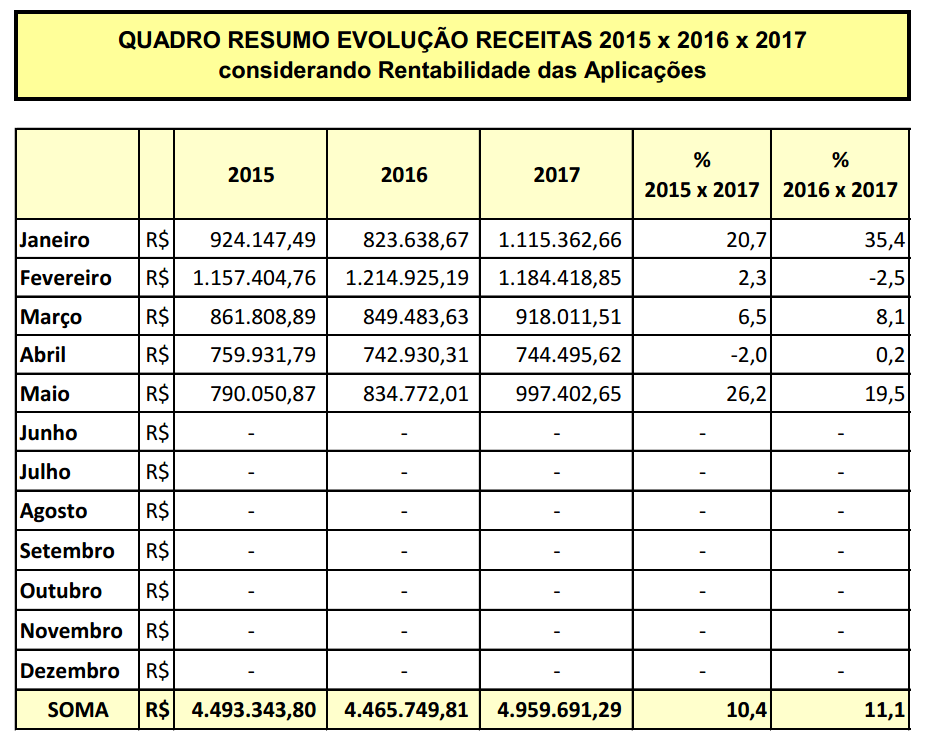 QUADRO RESUMO EVOLUÇÃO RECEITAS 2015 x 2016 x 2017
considerando Rentabilidade das Aplicações
2015 2016 2017 % 2015 x 2017 % 2016 x 2017
Janeiro R$ 924.147,49 823.638,67 1.115.362,66 20,7 35,4
Fevereiro R$ 1.157.404,76 1.214.925,19 1.184.418,85 2,3 -2,5
Março R$ 861.808,89 849.483,63 918.011,51 6,5 8,1
Abril R$ 759.931,79 742.930,31 744.495,62 -2,0 0,2
Maio R$ 790.050,87 834.772,01 997.402,65 26,2 19,5
Junho R$ - - - - -
Julho R$ - - - - -
Agosto R$ - - - - -
Setembro R$ - - - - -
Outubro R$ - - - - -
Novembro R$ - - - - -
Dezembro R$ - - - - -
SOMA R$ 4.493.343,80 4.465.749,81 4.959.691,29 10,4 11,1